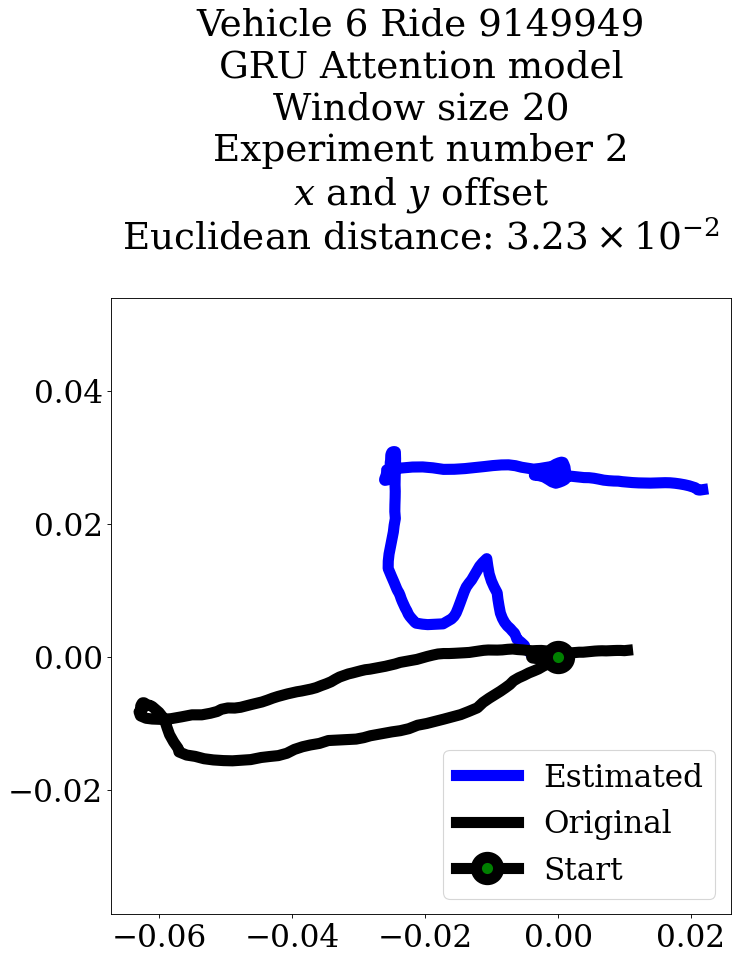 Vehicle 6 Ride 9149949
GRU Attention model
Window size 20
Experiment number 2
x and y offset
Euclidean distance: 3.23 × 10⁻²
0.04
0.02
0.00
−0.02
Estimated
Original
Start
−0.06 −0.04 −0.02 0.00 0.02